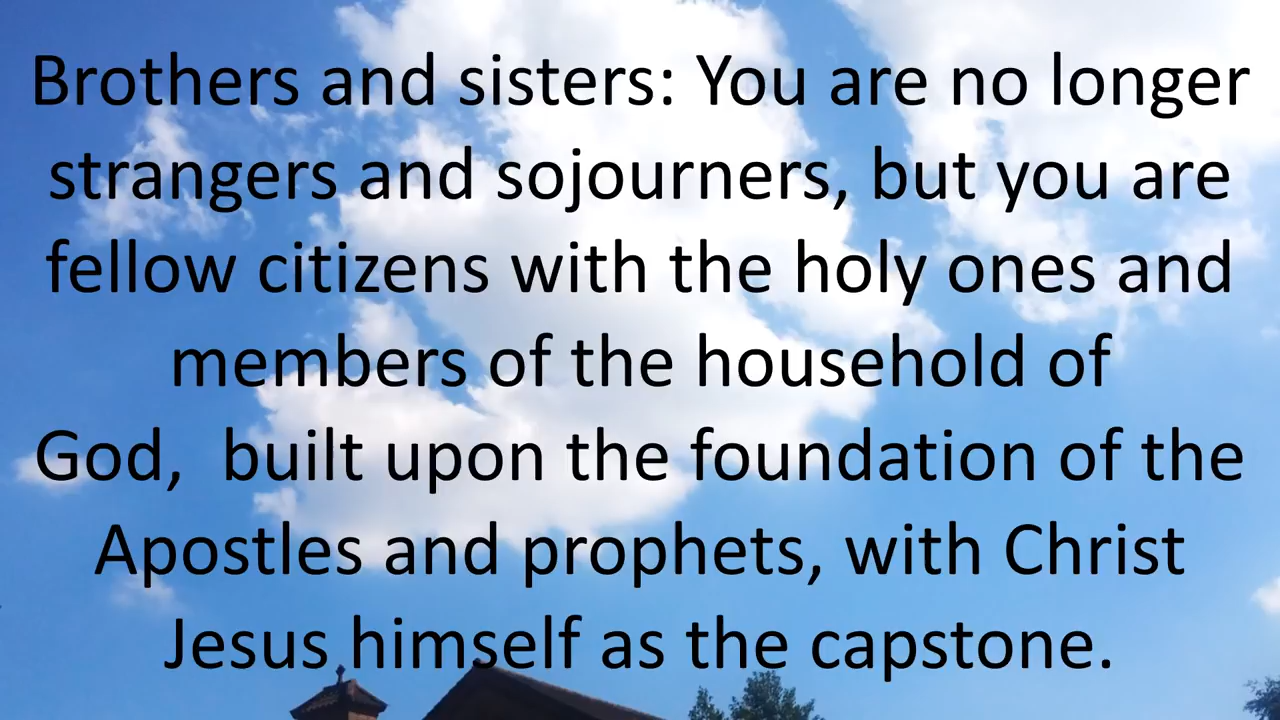 Brothers and sisters: You are no longer
strangers and sojourners, but you are
fellow citizens with the holy ones and
members of the household of
God,  built upon the foundation of the
Apostles and prophets, with Christ
Jesus himself as the capstone.